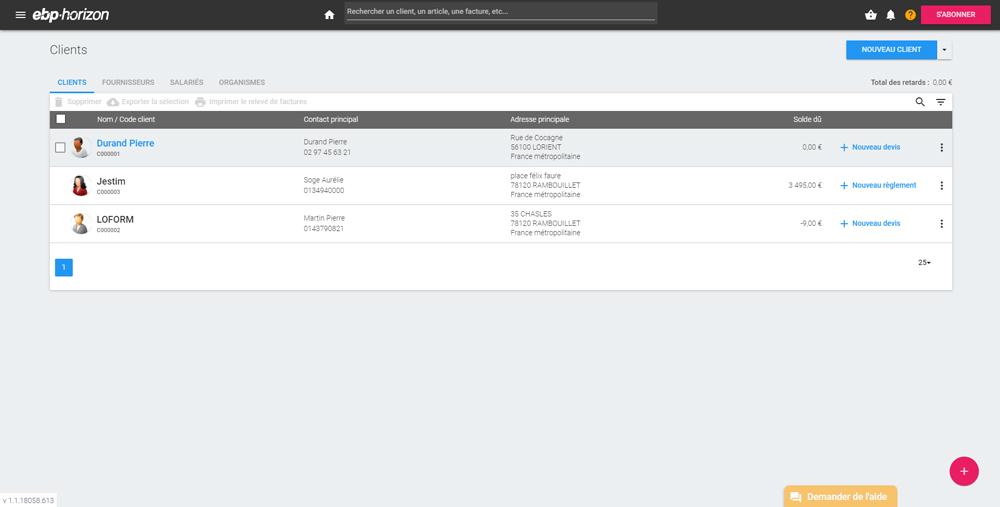 ebp·horizon
Rechercher un client, un article, une facture, etc...
?
S'ABONNER
Clients
NOUVEAU CLIENT
CLIENTS FOURNISSEURS SALARIÉS ORGANISMES
Total des retards : 0,00 €
Supprimer Exporter la sélection Imprimer le relevé de factures
Nom / Code client Contact principal Adresse principale Solde dû
Durand Pierre
C000001
Durand Pierre
02 97 45 63 21
Rue de Cocagne
56100 LORIENT
France métropolitaine
0,00 €
+ Nouveau devis
Jestim
C000003
Soge Aurélie
0134940000
place félix faure
78120 RAMBOUILLET
France métropolitaine
3 495,00 €
+ Nouveau règlement
LOFORM
C000002
Martin Pierre
0143790821
35 CHASLES
78120 RAMBOUILLET
France métropolitaine
-9,00 €
+ Nouveau devis
1
25
+
Demander de l'aide
v 1.1.18058.613